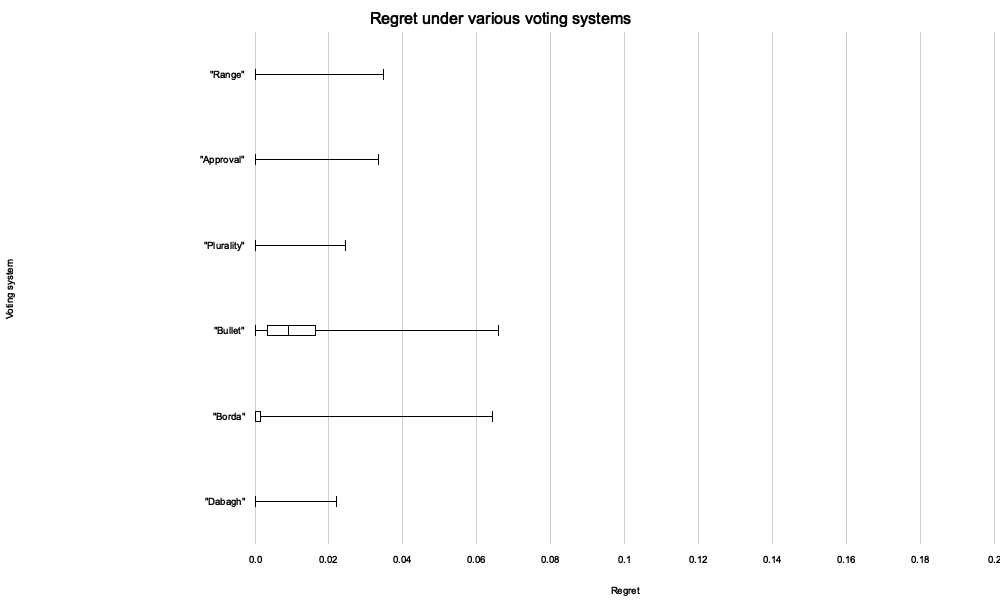 Regret under various voting systems
"Range"
"Approval"
"Plurality"
Voting system
"Bullet"
"Borda"
"Dabagh"
0.0 0.02 0.04 0.06 0.08 0.1 0.12 0.14 0.16 0.18 0.2
Regret